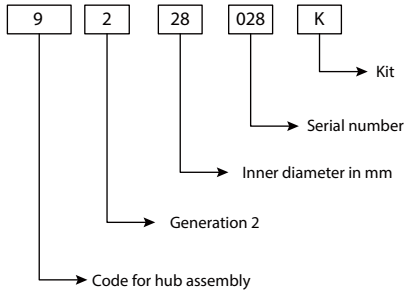 9 2 28 028 K
Kit
Serial number
Inner diameter in mm
Generation 2
Code for hub assembly